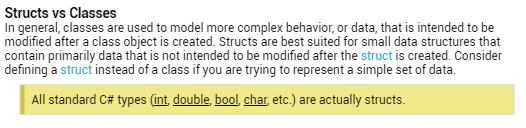 Structs vs Classes
In general, classes are used to model more complex behavior, or data, that is intended to be
modified after a class object is created. Structs are best suited for small data structures that
contain primarily data that is not intended to be modified after the struct is created. Consider
defining a struct instead of a class if you are trying to represent a simple set of data.
All standard C# types (int, double, bool, char, etc.) are actually structs.